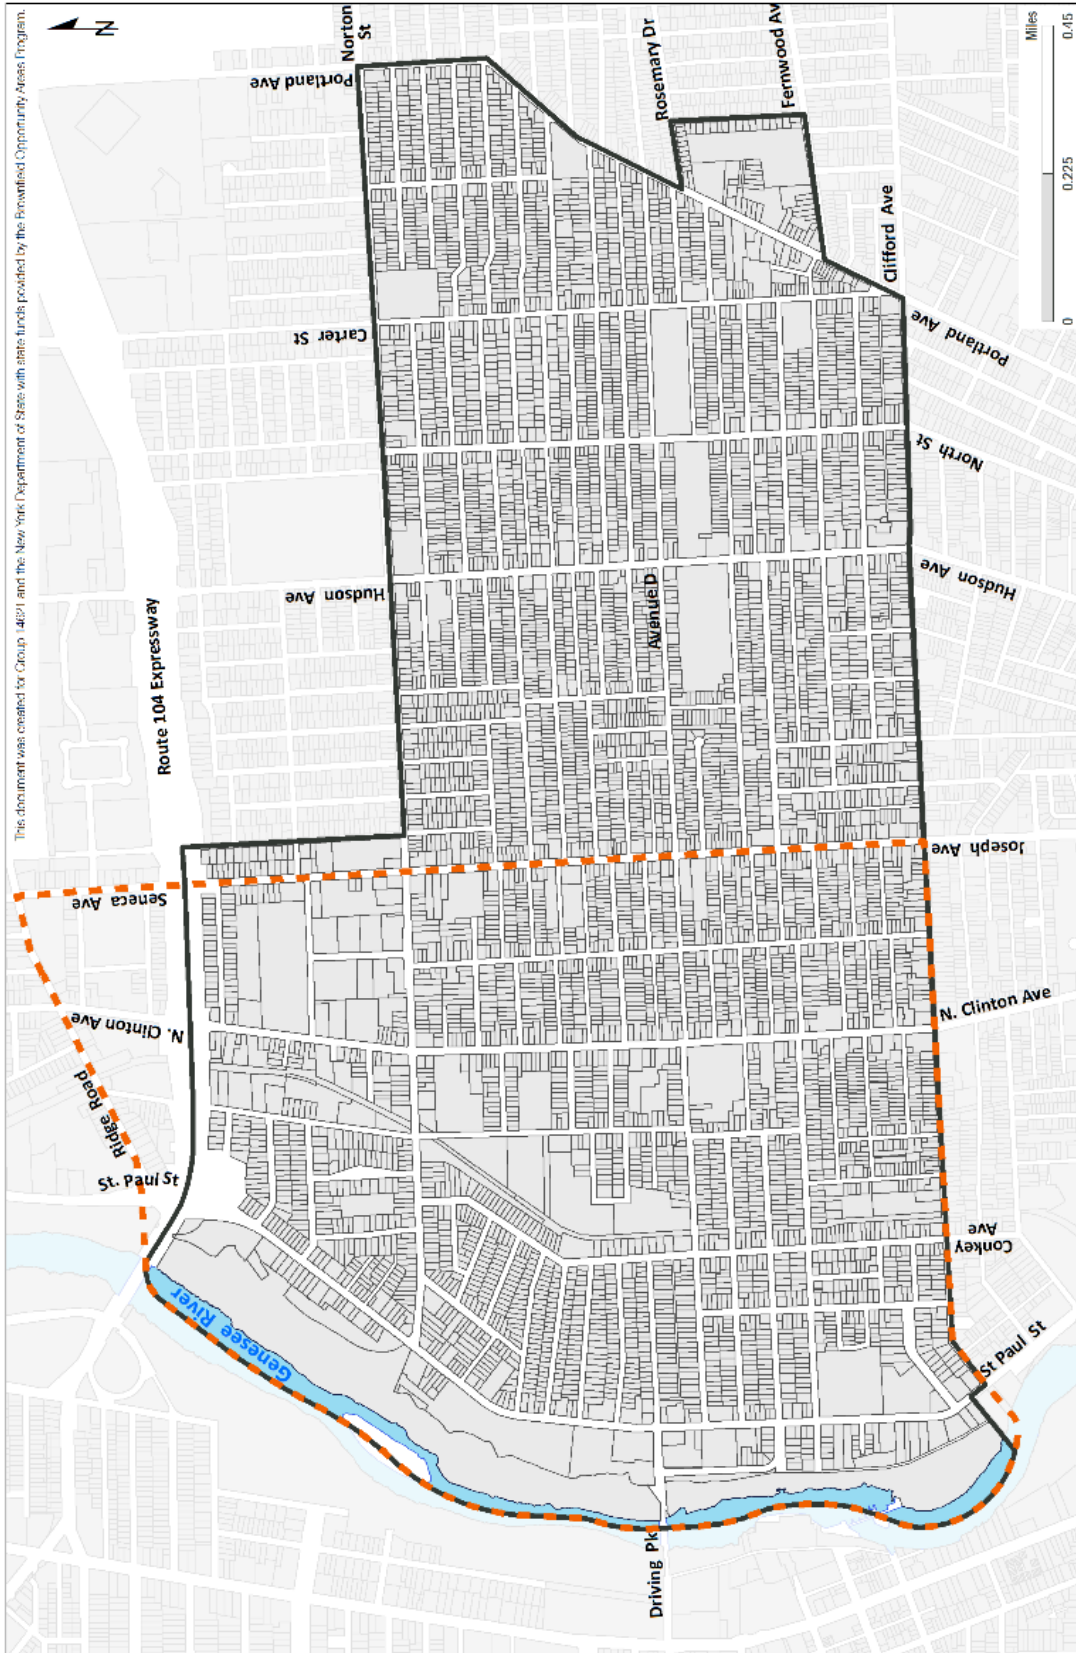 This document was created for Group 14621 and the New York Department of State with state funds provided by the Brownfield Opportunity Areas Program.
N
Miles
0
0.225
0.45
Norton
St
Portland Ave
Rosemary Dr
Fernwood Av
Carter St
Clifford Ave
Portland Ave
North St
Hudson Ave
Hudson Ave
Avenue D
Route 104 Expressway
Seneca Ave
Joseph Ave
N. Clinton Ave
N. Clinton Ave
Ridge Road
St. Paul St
Conkey
Ave
Genesee River
St Paul St
Driving Pk